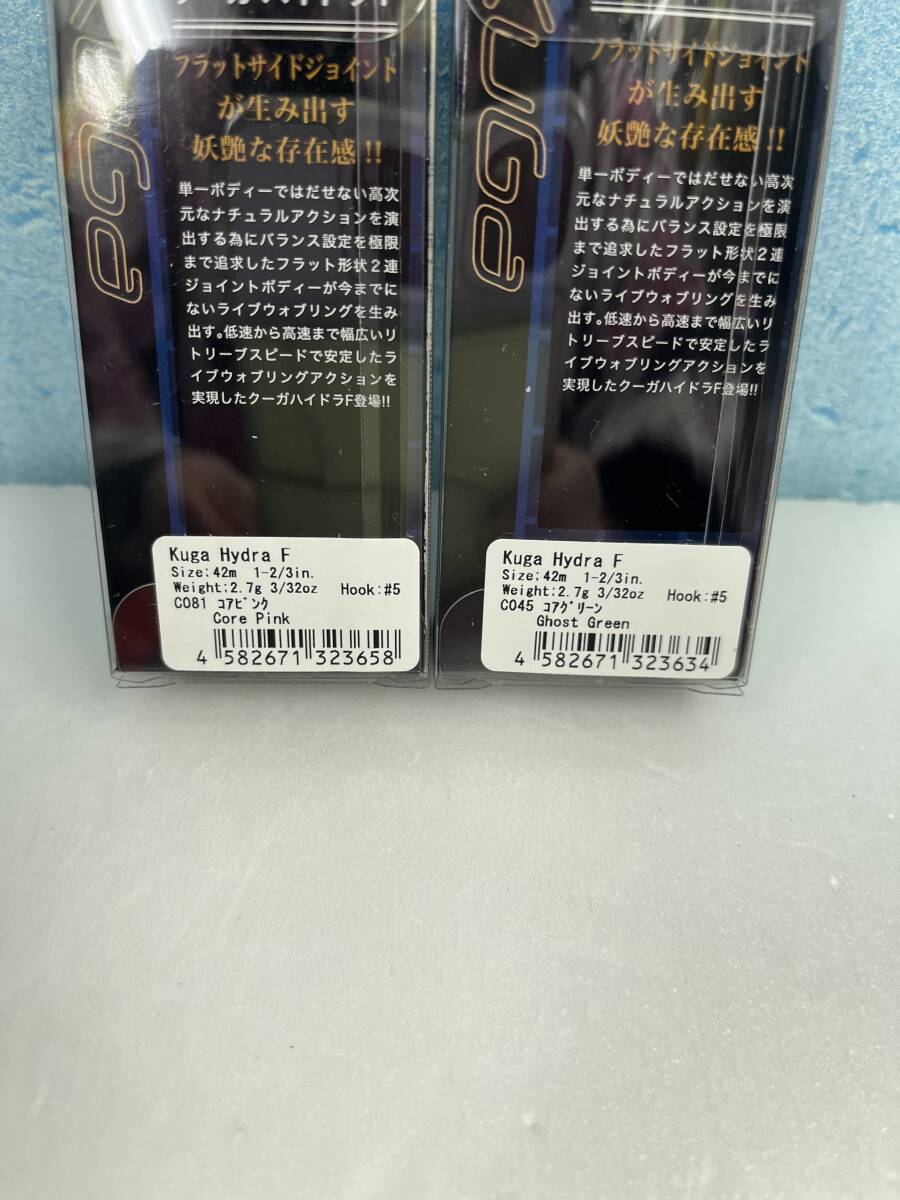 フラットサイドジョイント
が生み出す
妖艶な存在感!!
単一ボディーではだせない高次
元なナチュラルアクションを演
出する為にバランス設定を極限
まで追求したフラット形状2連
ジョイントボディーが今までに
ないライブウォブリングを生み
出す。低速から高速まで幅広いリ
トリーブスピードで安定したラ
イブウォブリングアクションを
実現したクーガハイドラF登場!!
Kuga Hydra F
Size:42m 1-2/3in.
Weight:2.7g 3/32oz Hook:#5
C081 コアピンク
Core Pink
4 582671 323658
KUGa
フラットサイドジョイント
が生み出す
妖艶な存在感!!
単一ボディーではだせない高次
元なナチュラルアクションを演
出する為にバランス設定を極限
まで追求したフラット形状2連
ジョイントボディーが今までに
ないライブウォブリングを生み
出す。低速から高速まで幅広いリ
トリーブスピードで安定したラ
イブウォブリングアクションを
実現したクーガハイドラF登場!!
Kuga Hydra F
Size:42m 1-2/3in.
Weight:2.7g 3/32oz Hook:#5
C045 コアグリーン
Ghost Green
4 582671 323634